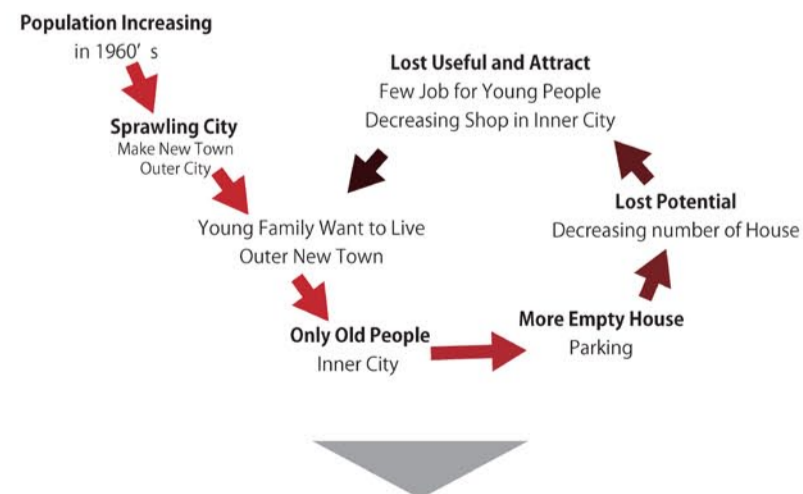 Population Increasing
in 1960's
Sprawling City
Make New Town
Outer City
Young Family Want to Live
Outer New Town
Only Old People
Inner City
More Empty House
Parking
Lost Potential
Decreasing number of House
Lost Useful and Attract
Few Job for Young People
Decreasing Shop in Inner City